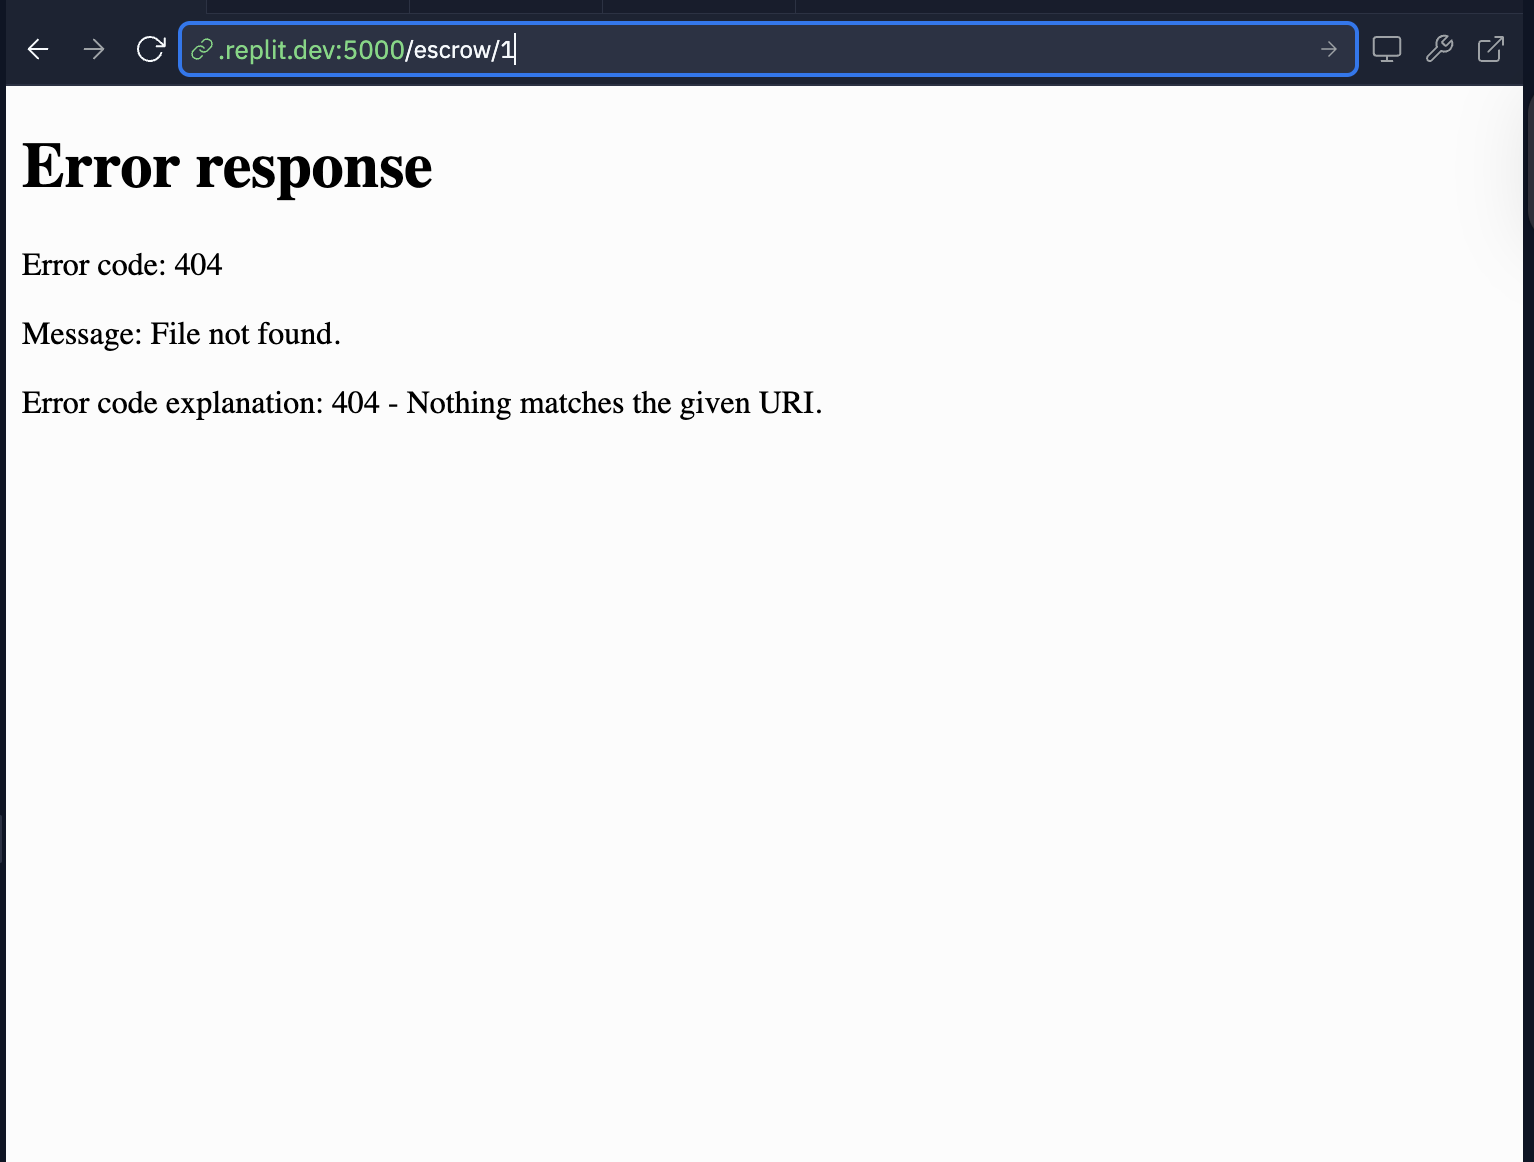 .replit.dev:5000/escrow/1
Error response
Error code: 404
Message: File not found.
Error code explanation: 404 - Nothing matches the given URI.